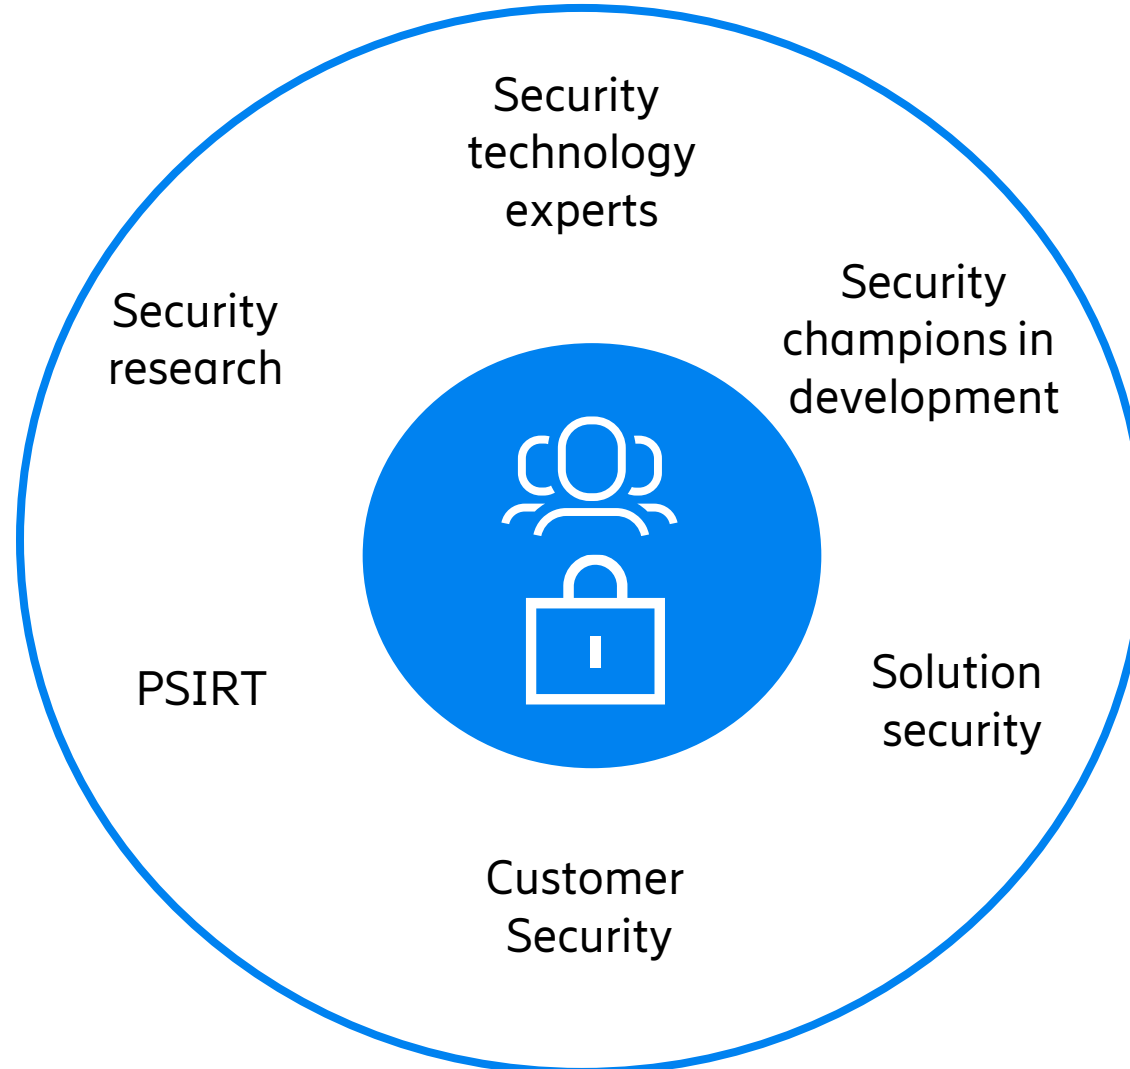 Security
technology
experts
Security
champions in
development
Security
research
Solution
security
PSIRT
Customer
Security